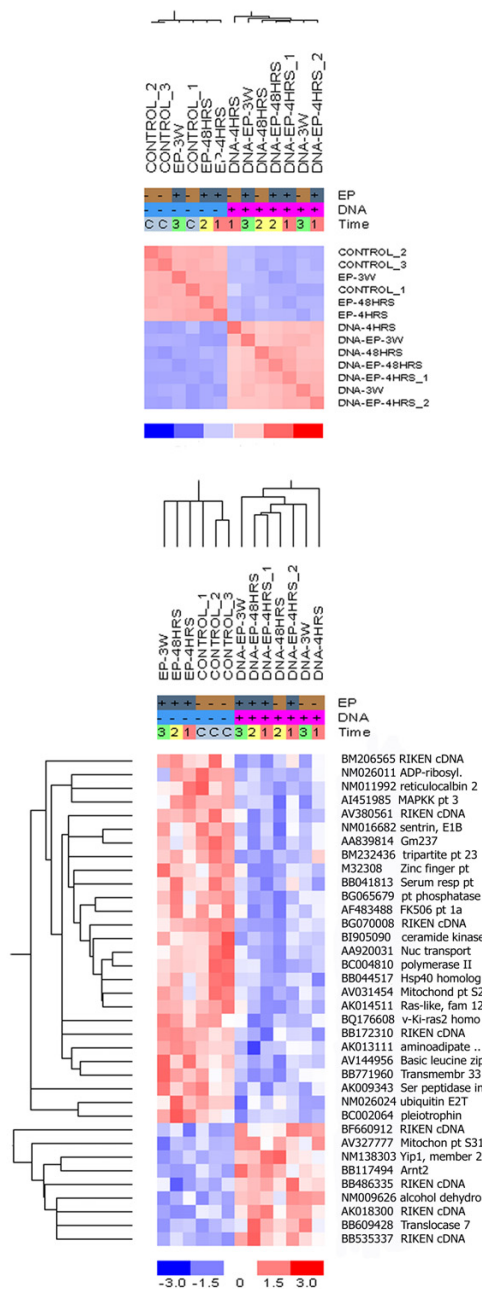 CONTROL_2
CONTROL_3
EP-3W
CONTROL_1
EP-48HRS
EP-4HRS
DNA-4HRS
DNA-EP-3W
DNA-48HRS
DNA-EP-48HRS
DNA-EP-4HRS_1
DNA-3W
DNA-EP-4HRS_2
- - + - + + - + - + + - + EP
- - - - - - + + + + + + + DNA
C C 3 C 2 1 1 3 2 2 1 3 1 Time
CONTROL_2
CONTROL_3
EP-3W
CONTROL_1
EP-48HRS
EP-4HRS
DNA-4HRS
DNA-EP-3W
DNA-48HRS
DNA-EP-48HRS
DNA-EP-4HRS_1
DNA-3W
DNA-EP-4HRS_2
EP-3W
EP-48HRS
EP-4HRS
CONTROL_1
CONTROL_2
CONTROL_3
DNA-EP-3W
DNA-EP-48HRS
DNA-EP-4HRS_1
DNA-48HRS
DNA-EP-4HRS_2
DNA-3W
DNA-4HRS
+ + + - - - + + + - + - - EP
- - - - - - + + + + + + + DNA
3 2 1 C C C 3 2 1 2 1 3 1 Time
BM206565 RIKEN cDNA
NM026011 ADP-ribosyl.
NM011992 reticulocalbin 2
AI451985 MAPKK pt 3
AV380561 RIKEN cDNA
NM016682 sentrin, E1B
AA839814 Gm237
BM232436 tripartite pt 23
M32308 Zinc finger pt
BB041813 Serum resp pt
BG065679 pt phosphatase
AF483488 FK506 pt 1a
BG070008 RIKEN cDNA
BI905090 ceramide kinase
AA920031 Nuc transport
BC004810 polymerase II
BB044517 Hsp40 homolog
AV031454 Mitochond pt S2
AK014511 Ras-like, fam 12
BQ176608 v-Ki-ras2 homo
BB172310 RIKEN cDNA
AK013111 aminoadipate ..
AV144956 Basic leucine zip
BB771960 Transmembr 33
AK009343 Ser peptidase in
NM026024 ubiquitin E2T
BC002064 pleiotrophin
BF660912 RIKEN cDNA
AV327777 Mitochon pt S31
NM138303 Yip1, member 2
BB117494 Arnt2
BB486335 RIKEN cDNA
NM009626 alcohol dehydro
AK018300 RIKEN cDNA
BB609428 Translocase 7
BB535337 RIKEN cDNA
-3.0 -1.5 0 1.5 3.0